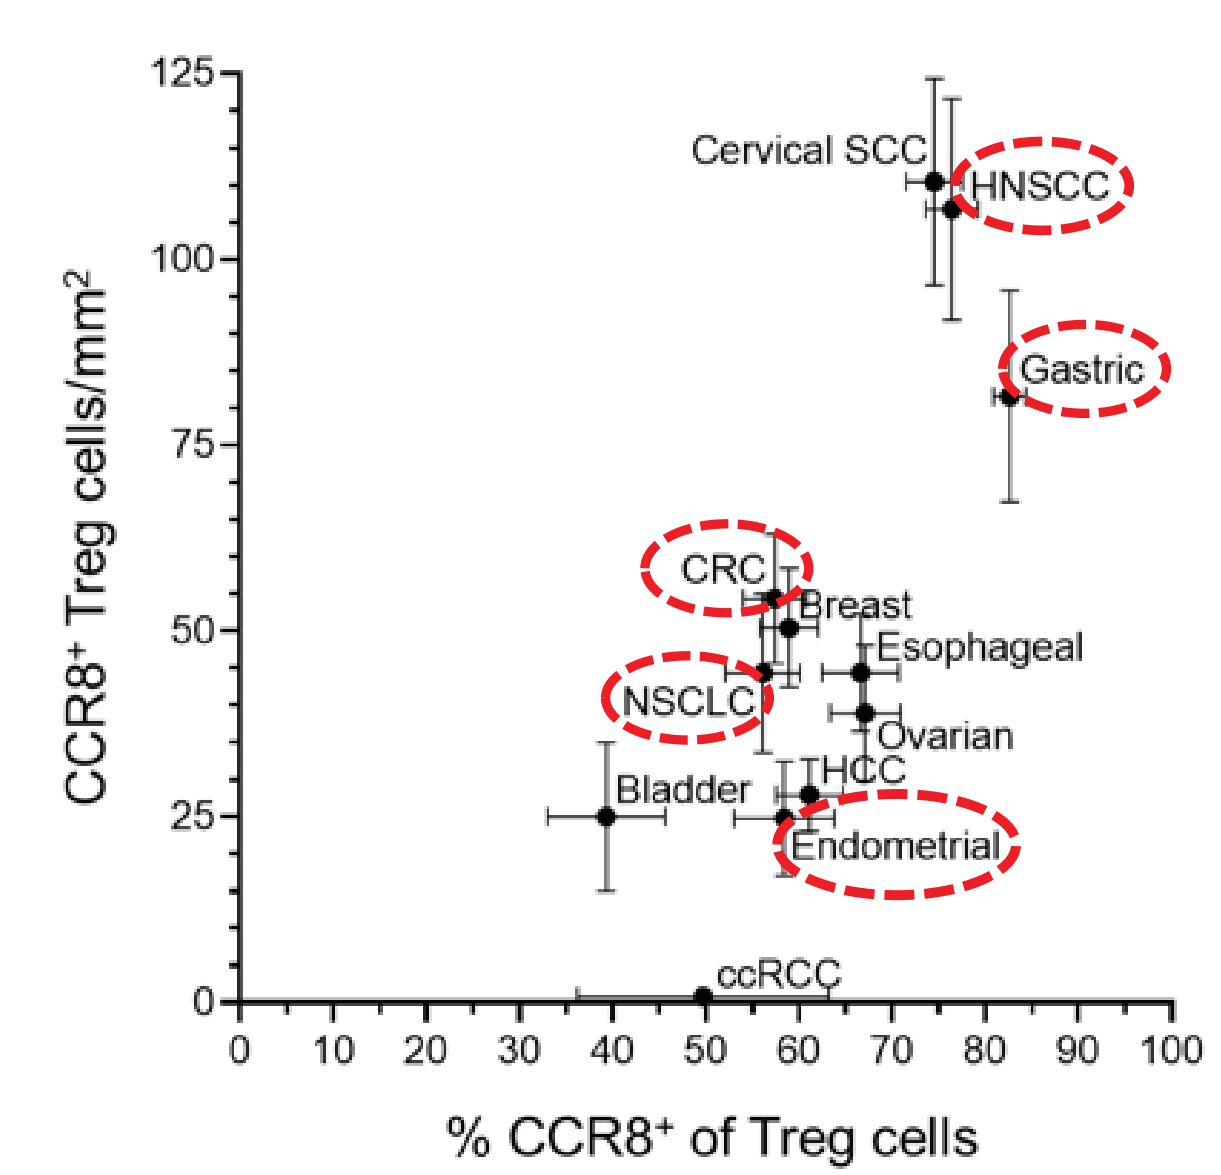 125
100
75
50
25
0
CCR8⁺ Treg cells/mm²
Cervical SCC
HNSCC
Gastric
CRC
Breast
Esophageal
NSCLC
Ovarian
HCC
Bladder
Endometrial
ccRCC
0 10 20 30 40 50 60 70 80 90 100
% CCR8⁺ of Treg cells